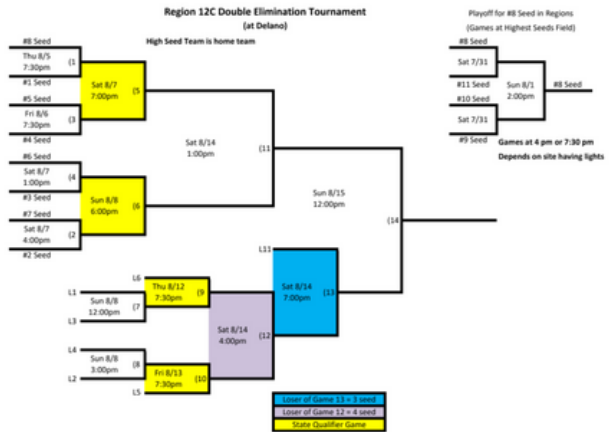 Region 12C Double Elimination Tournament
(at Delano)
High Seed Team is home team
Playoff for #8 Seed in Regions
(Games at Highest Seeds Field)
#8 Seed
Thu 8/5
7:30pm
(1
#1 Seed
#5 Seed
Fri 8/6
7:30pm
(3
#4 Seed
#6 Seed
Sat 8/7
1:00pm
(4
#3 Seed
#7 Seed
Sat 8/7
4:00pm
(2
#2 Seed
Sat 8/7
7:00pm
(5
Sun 8/8
6:00pm
(6
Sat 8/14
1:00pm
(11
Sun 8/15
12:00pm
(14
L1
Sun 8/8
12:00pm
(7
L3
L4
Sun 8/8
3:00pm
(8
L2
L6
Thu 8/12
7:30pm
(9
Fri 8/13
7:30pm
(10
L5
Sat 8/14
4:00pm
(12
L11
Sat 8/14
7:00pm
(13
#8 Seed
Sat 7/31
#11 Seed
#10 Seed
Sat 7/31
#9 Seed
Sun 8/1
2:00pm
#8 Seed
Games at 4 pm or 7:30 pm
Depends on site having lights
Loser of Game 13 = 3 seed
Loser of Game 12 = 4 seed
State Qualifier Game